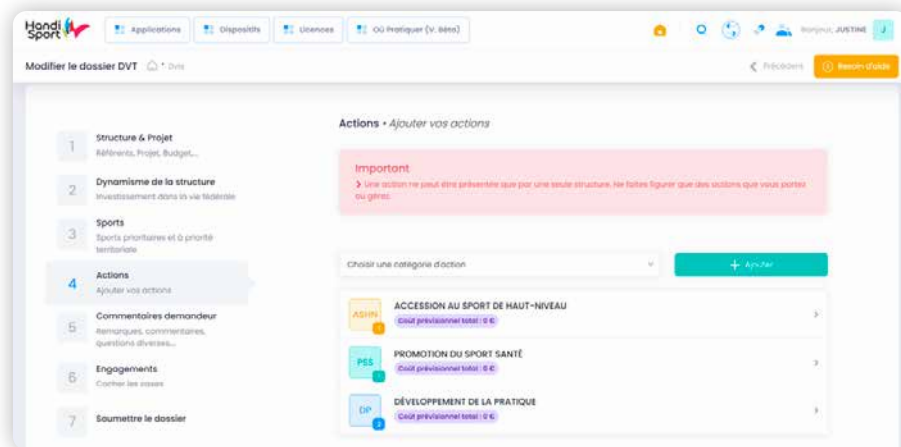 Handi
Sport
Applications
Dispositifs
Licences
Où Pratiquer (V. Bêta)
Bonjour, JUSTINE
J
Modifier le dossier DVT
Dvts
Précédent
Besoin d'aide
1
Structure & Projet
Référents, Projet, Budget,...
2
Dynamisme de la structure
Investissement dans la vie fédérale
3
Sports
Sports prioritaires et à priorité
territoriale
4
Actions
Ajouter vos actions
5
Commentaires demandeur
Remarques, commentaires,
questions diverses...
6
Engagements
Cocher les cases
7
Soumettre le dossier
Actions • Ajouter vos actions
Important
> Une action ne peut être présentée que par une seule structure. Ne faites figurer que des actions que vous portez
ou gérez.
Choisir une catégorie d'action
+ Ajouter
ASHN
1
ACCESSION AU SPORT DE HAUT-NIVEAU
Coût prévisionnel total : 0 €
PSS
PROMOTION DU SPORT SANTÉ
Coût prévisionnel total : 0 €
DP
DÉVELOPPEMENT DE LA PRATIQUE
Coût prévisionnel total : 0 €